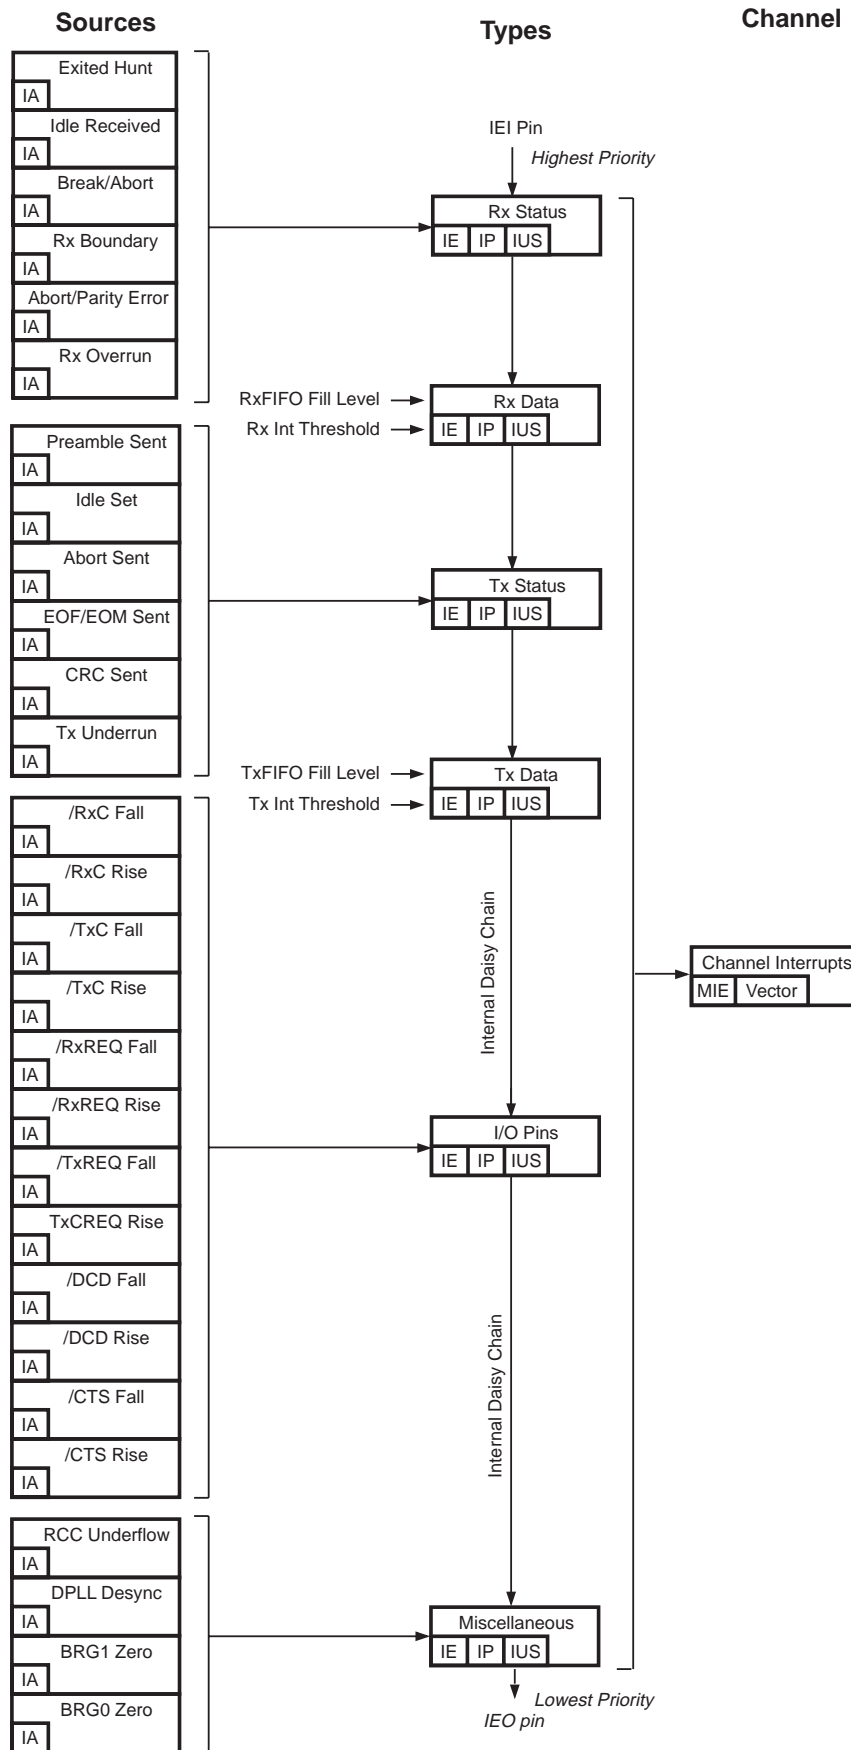 Sources
Types
Channel
Exited Hunt
IA
Idle Received
IA
Break/Abort
IA
Rx Boundary
IA
Abort/Parity Error
IA
Rx Overrun
IA
Preamble Sent
IA
Idle Set
IA
Abort Sent
IA
EOF/EOM Sent
IA
CRC Sent
IA
Tx Underrun
IA
/RxC Fall
IA
/RxC Rise
IA
/TxC Fall
IA
/TxC Rise
IA
/RxREQ Fall
IA
/RxREQ Rise
IA
/TxREQ Fall
IA
TxCREQ Rise
IA
/DCD Fall
IA
/DCD Rise
IA
/CTS Fall
IA
/CTS Rise
IA
RCC Underflow
IA
DPLL Desync
IA
BRG1 Zero
IA
BRG0 Zero
IA
IEI Pin
Highest Priority
Rx Status
IE IP IUS
RxFIFO Fill Level
Rx Int Threshold
Rx Data
IE IP IUS
Tx Status
IE IP IUS
TxFIFO Fill Level
Tx Int Threshold
Tx Data
IE IP IUS
Internal Daisy Chain
I/O Pins
IE IP IUS
Internal Daisy Chain
Miscellaneous
IE IP IUS
Lowest Priority
IEO pin
Channel Interrupts
MIE Vector